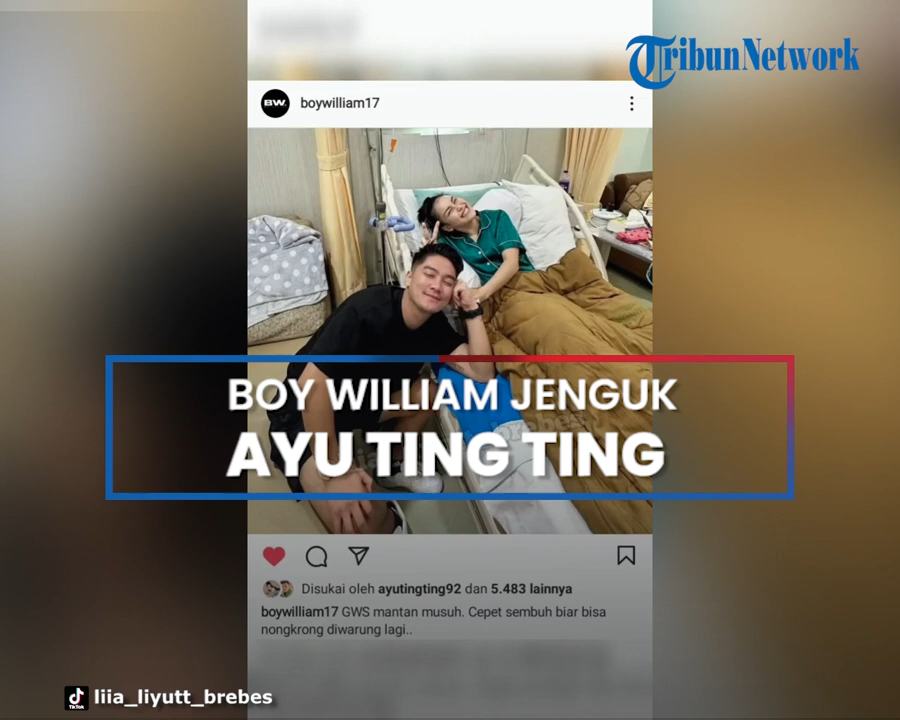 TribunNetwork
BW.
boywilliam17
BOY WILLIAM JENGUK
AYU TING TING
Disukai oleh ayutingting92 dan 5.483 lainnya
boywilliam17 GWS mantan musuh. Cepet sembuh biar bisa
nongkrong diwarung lagi..
TikTok
liia_liyutt_brebes